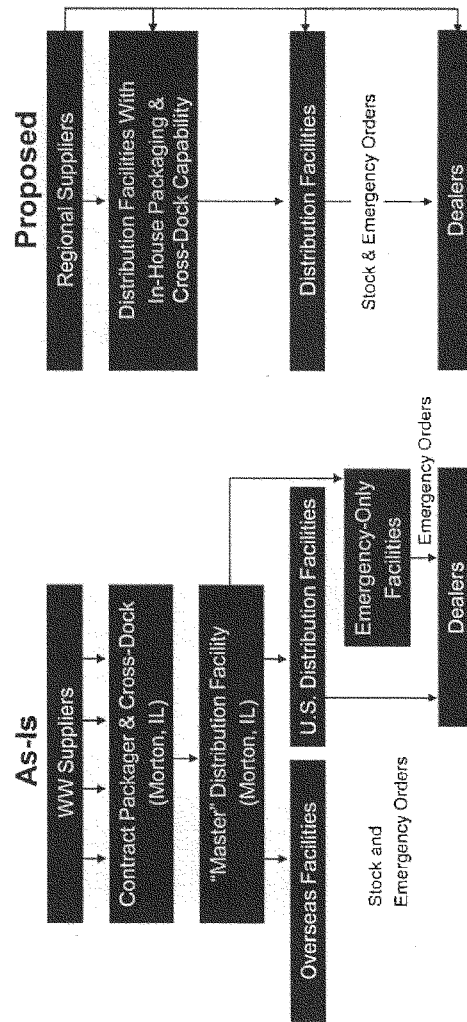 As-Is
WW Suppliers
Contract Packager & Cross-Dock
(Morton, IL)
"Master" Distribution Facility
(Morton, IL)
Overseas Facilities
U.S. Distribution Facilities
Emergency-Only
Facilities
Stock and
Emergency Orders
Emergency Orders
Dealers
Proposed
Regional Suppliers
Distribution Facilities With
In-House Packaging &
Cross-Dock Capability
Distribution Facilities
Stock & Emergency Orders
Dealers